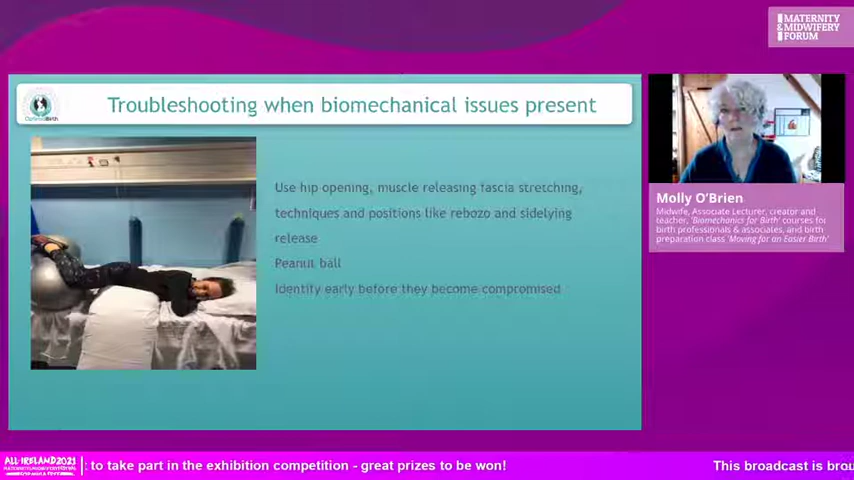 MATERNITY
& MIDWIFERY
FORUM
Troubleshooting when biomechanical issues present
OptimalBirth
Use hip opening, muscle releasing fascia stretching,
techniques and positions like rebozo and sidelying
release
Peanut ball
Identify early before they become compromised
Molly O'Brien
Midwife, Associate Lecturer, creator and
teacher, 'Biomechanics for Birth' courses for
birth professionals & associates, and birth
preparation class 'Moving for an Easier Birth'
ALL IRELAND 2021
t to take part in the exhibition competition - great prizes to be won!
This broadcast is brou